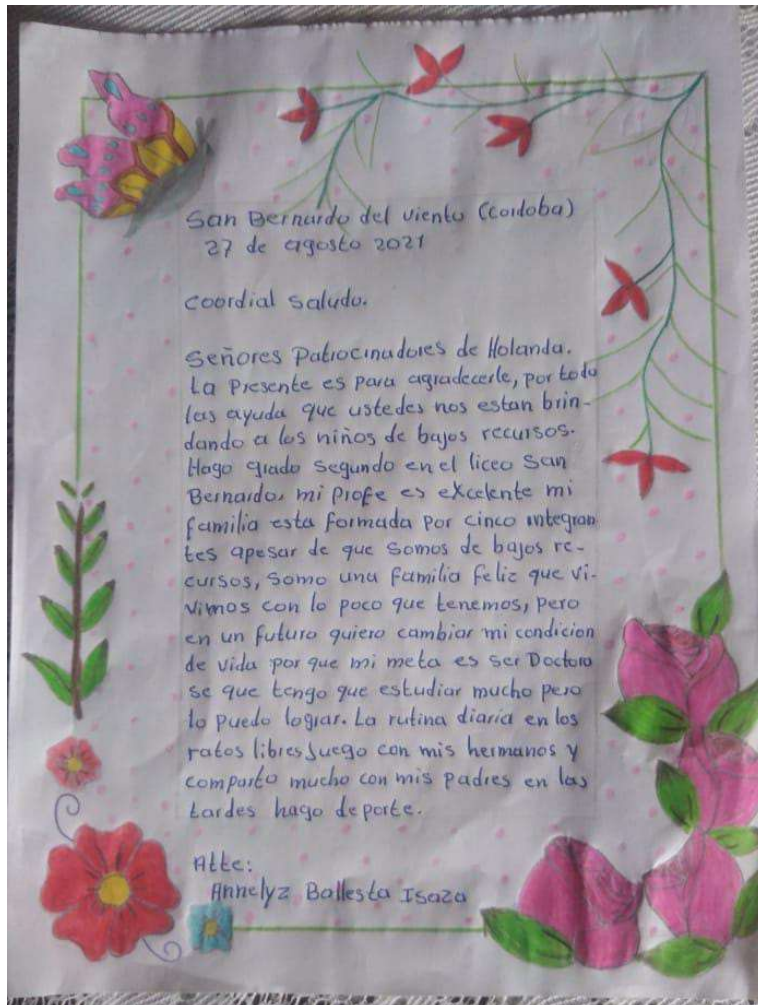 San Bernardo del viento (Cordoba)
27 de agosto 2021
Coordial saludo.
Señores Patrocinadores de Holanda.
La presente es para agradecerle, por todo
las ayuda que ustedes nos estan brin-
dando a los niños de bajos recursos.
Hago grado segundo en el liceo San
Bernardo, mi profe es excelente mi
familia esta formada por cinco integran
tes apesar de que somos de bajos re-
cursos, somo una familia feliz que vi-
vimos con lo poco que tenemos, pero
en un futuro quiero cambiar mi condicion
de vida por que mi meta es ser Doctora
se que tengo que estudiar mucho pero
lo puedo lograr. La rutina diaria en los
ratos libres juego con mis hermanos y
comparto mucho con mis padres en las
tardes hago deporte.
Atte:
Annelyz Ballesta Isaza